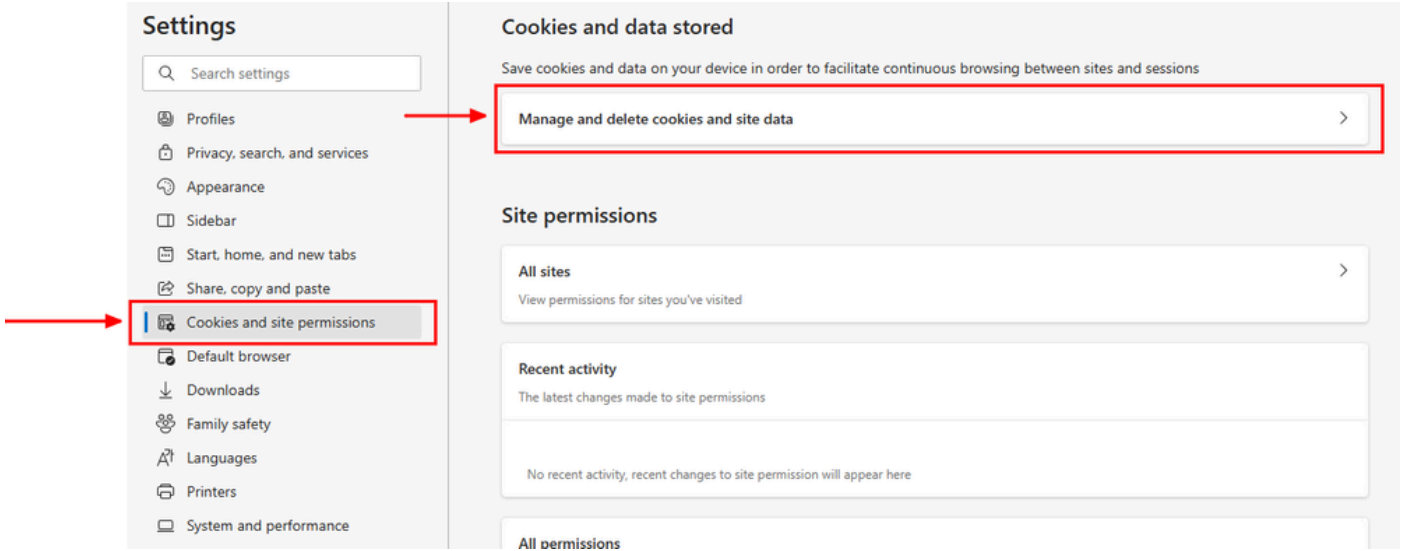 Settings
Search settings
Profiles
Privacy, search, and services
Appearance
Sidebar
Start, home, and new tabs
Share, copy and paste
Cookies and site permissions
Default browser
Downloads
Family safety
Languages
Printers
System and performance
Cookies and data stored
Save cookies and data on your device in order to facilitate continuous browsing between sites and sessions
Manage and delete cookies and site data
Site permissions
All sites
View permissions for sites you've visited
Recent activity
The latest changes made to site permissions
No recent activity, recent changes to site permission will appear here
All permissions